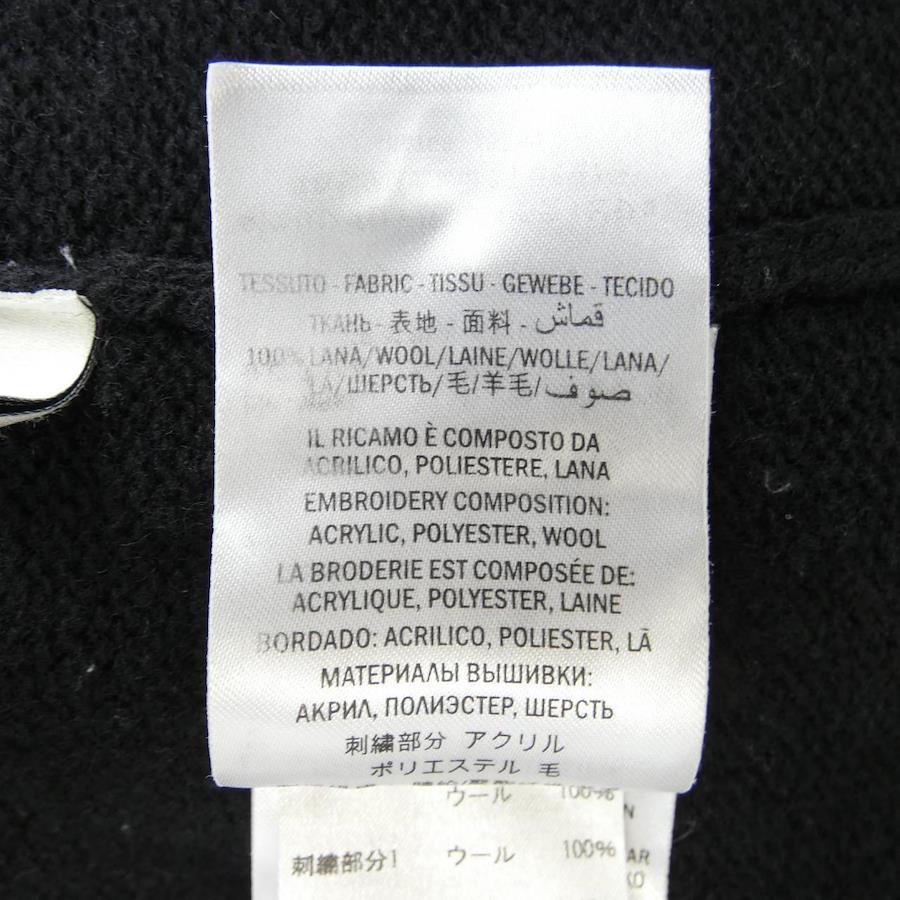 TESSUTO - FABRIC - TISSU - GEWEBE - TECIDO
ТКАНЬ - 表地 - 面料 - قماش
100% LANA/WOOL/LAINE/WOLLE/LANA/
LÃ/ШЕРСТЬ/毛/羊毛/صوف
IL RICAMO È COMPOSTO DA
ACRILICO, POLIESTERE, LANA
EMBROIDERY COMPOSITION:
ACRYLIC, POLYESTER, WOOL
LA BRODERIE EST COMPOSÉE DE:
ACRYLIQUE, POLYESTER, LAINE
BORDADO: ACRILICO, POLIESTER, LÃ
МАТЕРИАЛЫ ВЫШИВКИ:
АКРИЛ, ПОЛИЭСТЕР, ШЕРСТЬ
刺繍部分 アクリル
ポリエステル 毛
ウール 100%
N
刺繍部分1 ウール 100%
AR
KO